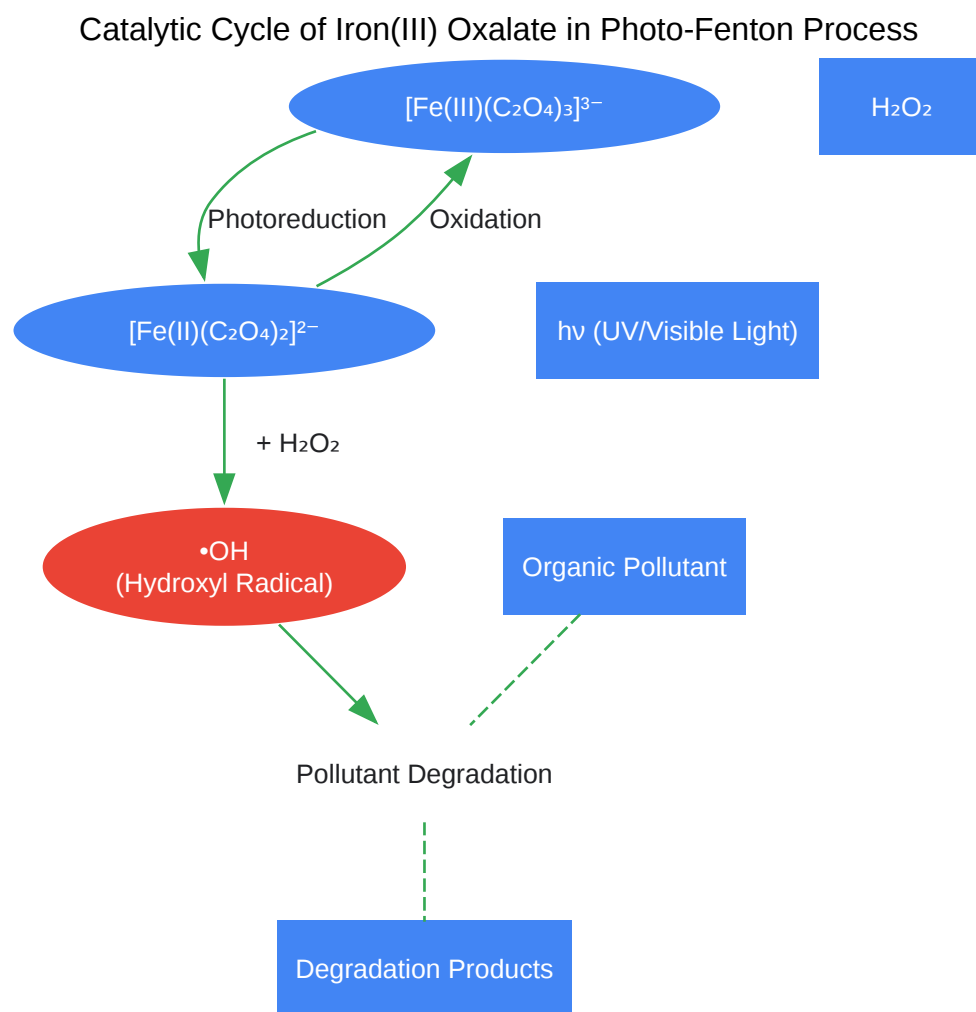 Catalytic Cycle of Iron(III) Oxalate in Photo-Fenton Process
[Fe(III)(C₂O₄)₃]³⁻
H₂O₂
Photoreduction
Oxidation
[Fe(II)(C₂O₄)₂]²⁻
hν (UV/Visible Light)
+ H₂O₂
•OH
(Hydroxyl Radical)
Organic Pollutant
Pollutant Degradation
Degradation Products